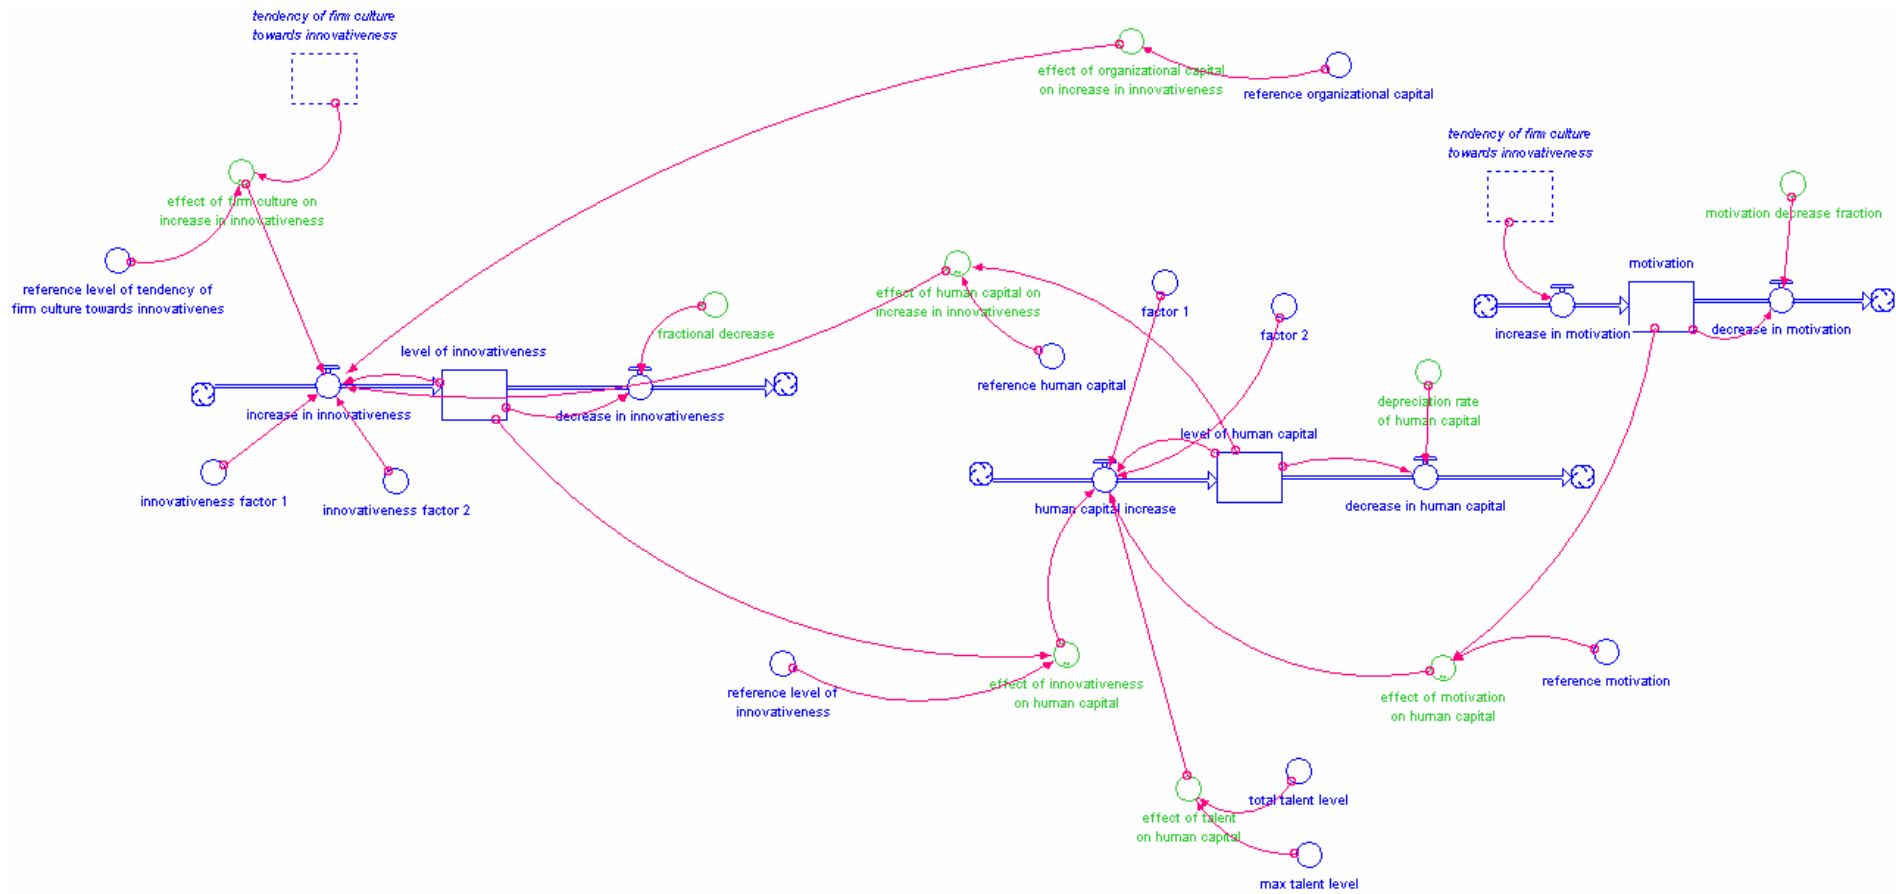 tendency of firm culture
towards innovativeness
effect of organizational capital
on increase in innovativeness
reference organizational capital
tendency of firm culture
towards innovativeness
effect of firm culture on
increase in innovativeness
motivation decrease fraction
reference level of tendency of
firm culture towards innovativenes
motivation
effect of human capital on
increase in innovativeness
factor 1
factor 2
increase in motivation
decrease in motivation
fractional decrease
level of innovativeness
reference human capital
increase in innovativeness
decrease in innovativeness
depreciation rate
of human capital
level of human capital
innovativeness factor 1
innovativeness factor 2
human capital increase
decrease in human capital
reference level of
innovativeness
effect of innovativeness
on human capital
effect of motivation
on human capital
reference motivation
total talent level
effect of talent
on human capital
max talent level